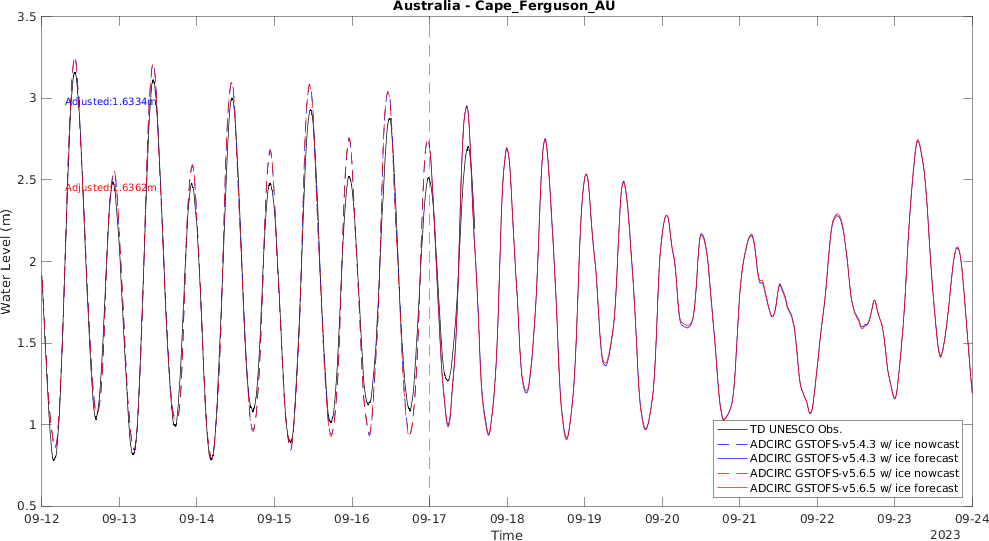 Australia - Cape_Ferguson_AU
3.5
3
2.5
2
1.5
1
0.5
Water Level (m)
Adjusted:1.6334m
Adjusted:1.6362m
TD UNESCO Obs.
ADCIRC GSTOFS-v5.4.3 w/ ice nowcast
ADCIRC GSTOFS-v5.4.3 w/ ice forecast
ADCIRC GSTOFS-v5.6.5 w/ ice nowcast
ADCIRC GSTOFS-v5.6.5 w/ ice forecast
09-12 09-13 09-14 09-15 09-16 09-17 09-18 09-19 09-20 09-21 09-22 09-23 09-24
Time
2023